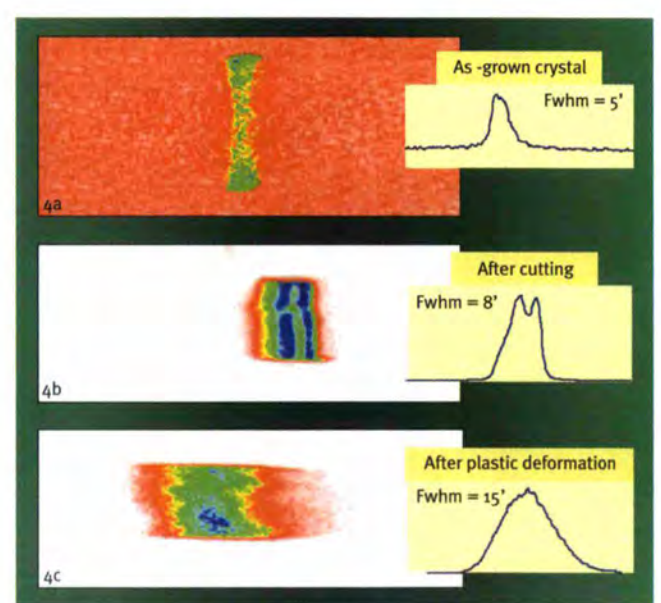 As -grown crystal
Fwhm = 5'
4a
After cutting
Fwhm = 8'
4b
After plastic deformation
Fwhm = 15'
4c